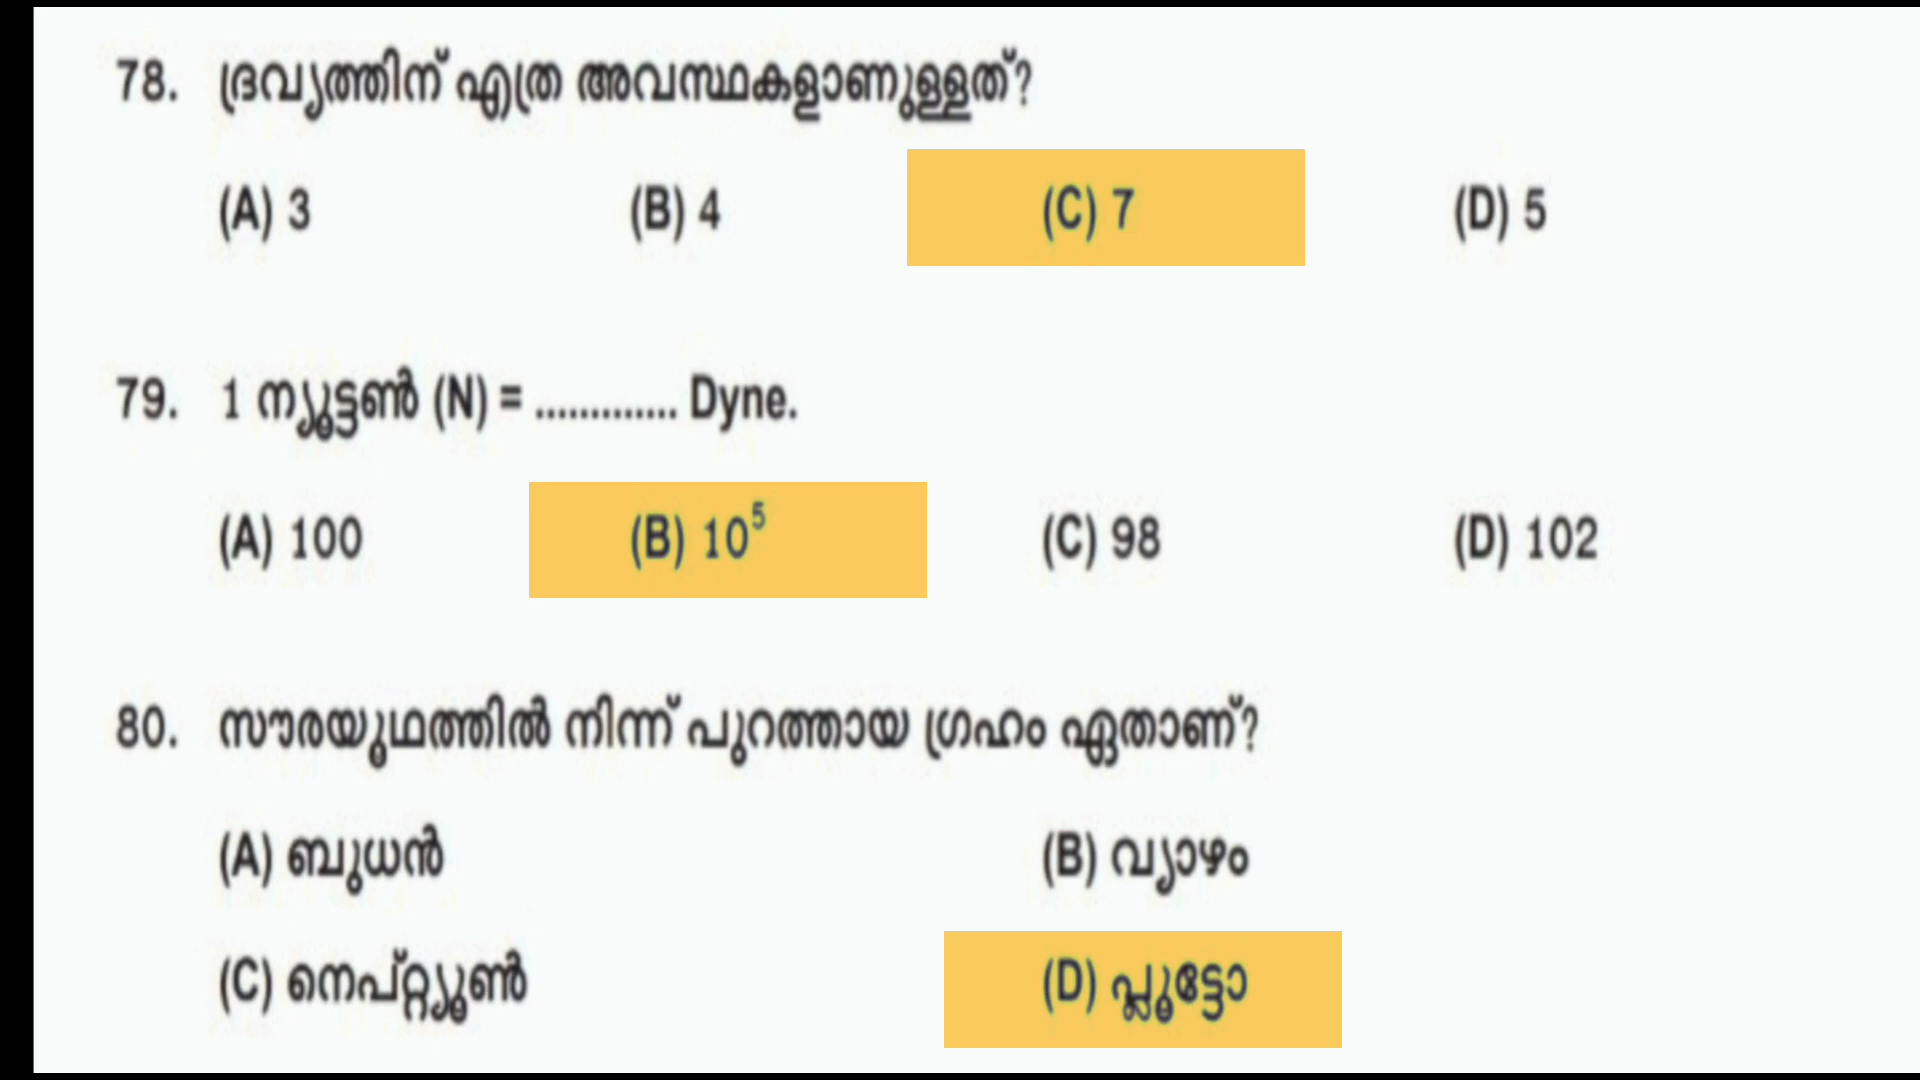 78. ദ്രവ്യത്തിന് എത്ര അവസ്ഥകളാണുള്ളത്?
(A) 3 (B) 4 (C) 7 (D) 5
79. 1 ന്യൂട്ടൺ (N) = ............. Dyne.
(A) 100 (B) 10⁵ (C) 98 (D) 102
80. സൗരയൂഥത്തിൽ നിന്ന് പുറത്തായ ഗ്രഹം ഏതാണ്?
(A) ബുധൻ (B) വ്യാഴം
(C) നെപ്റ്റ്യൂൺ (D) പ്ലൂട്ടോ